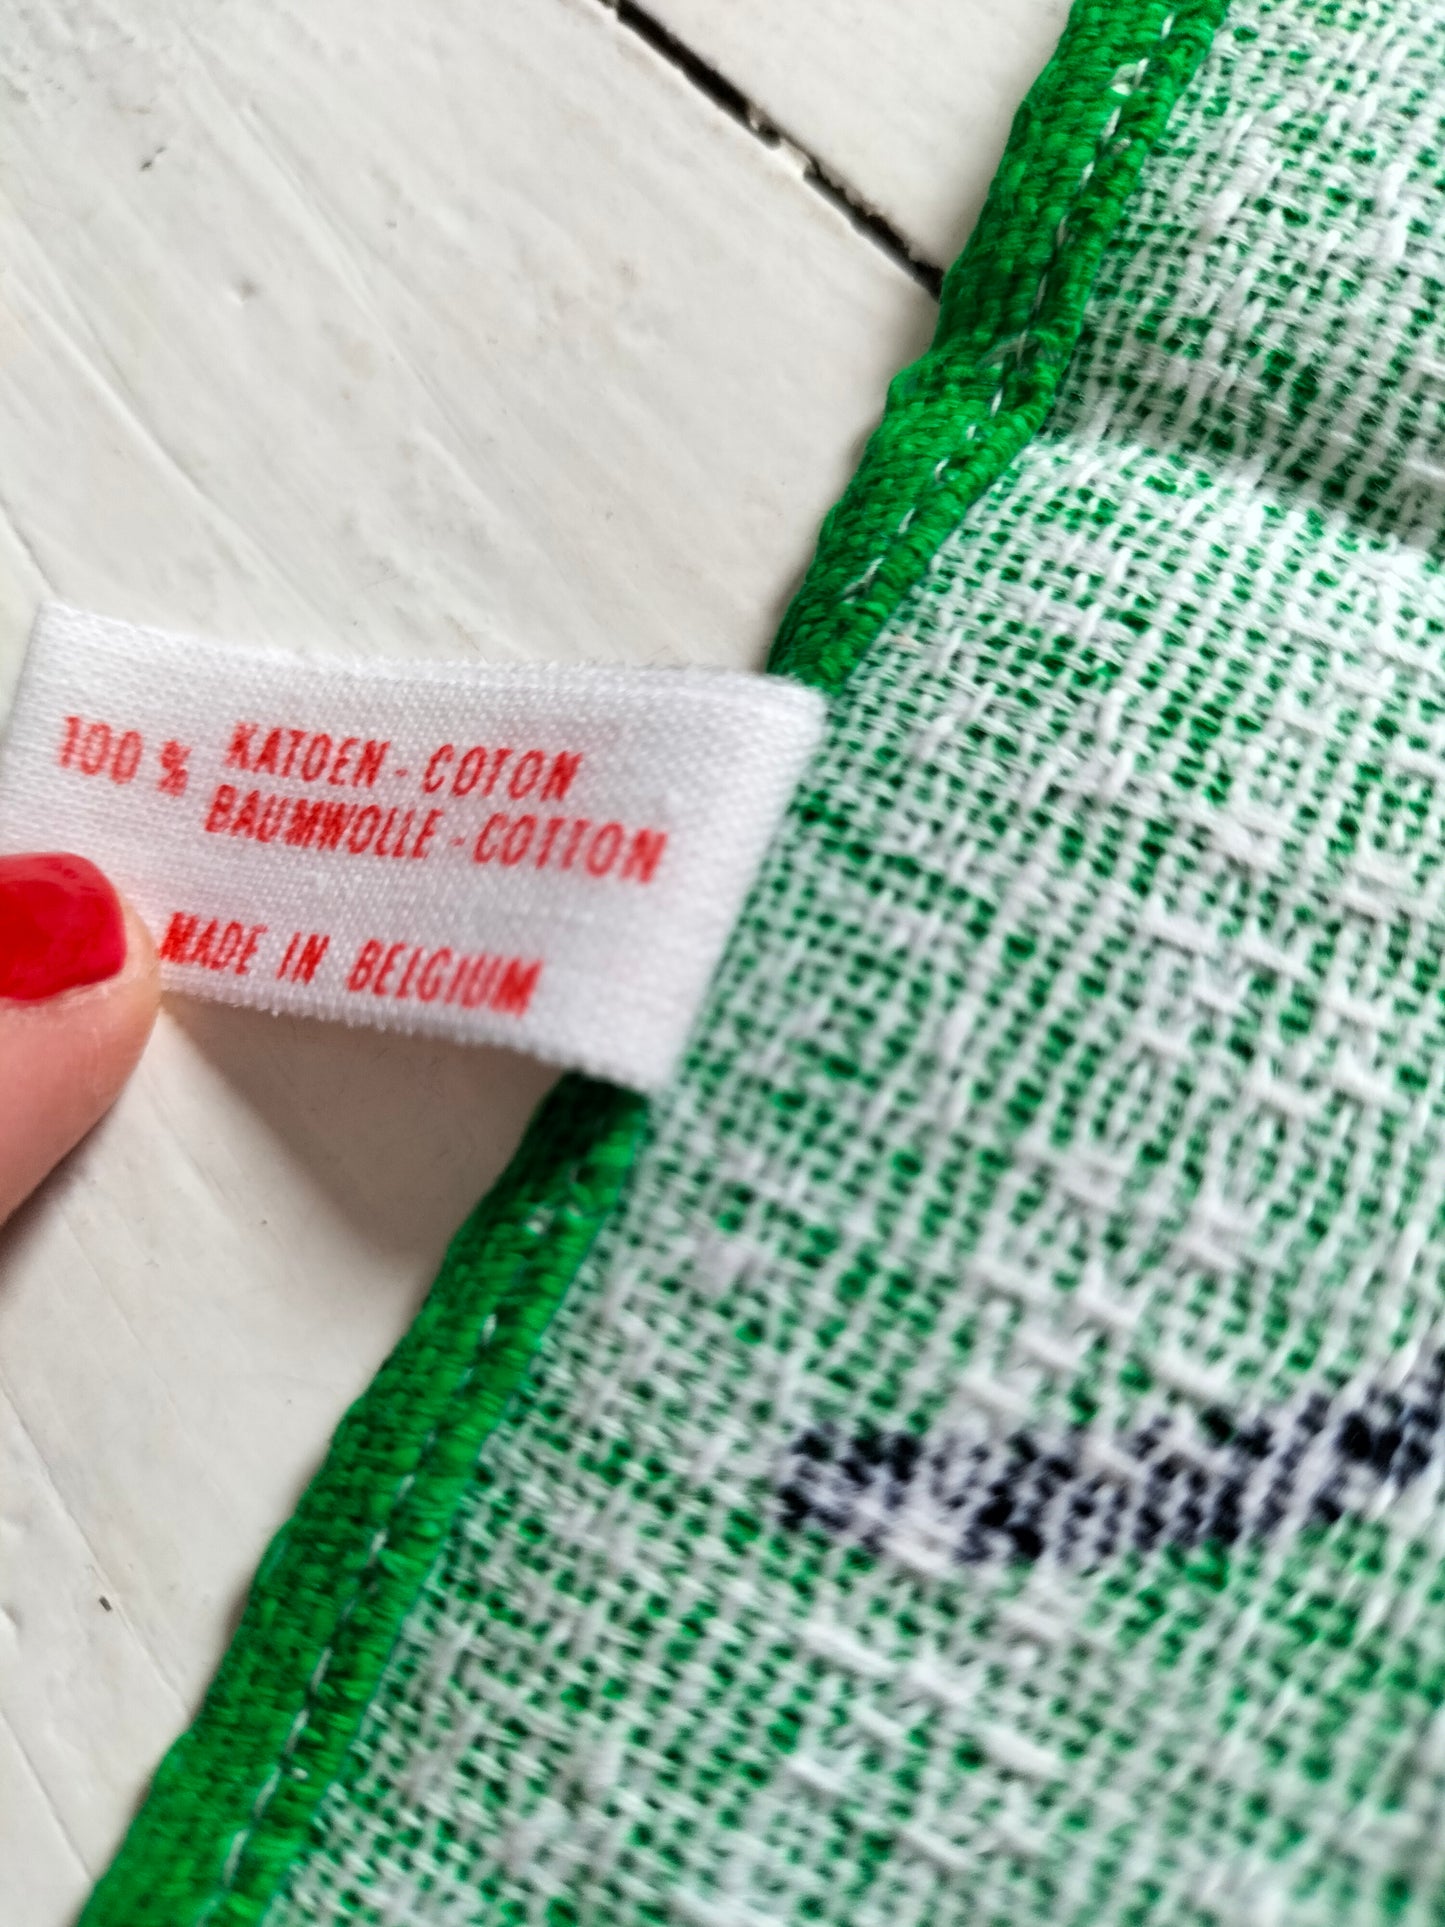 100 % KATOEN - COTON
BAUMWOLLE - COTTON
MADE IN BELGIUM